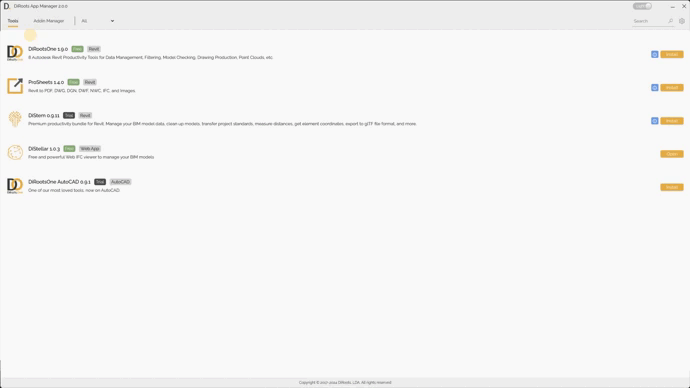 DiRoots App Manager 2.0.0
Tools Addin Manager All Search
DiRootsOne 1.9.0 Free Revit
8 Autodesk Revit Productivity Tools for Data Management, Filtering, Model Checking, Drawing Production, Point Clouds, etc.
Install
ProSheets 1.4.0 Free Revit
Revit to PDF, DWG, DGN, DWF, NWC, IFC, and Images.
Install
DiStem 0.9.11 Trial Revit
Premium productivity bundle for Revit. Manage your BIM model data, clean up models, transfer project standards, measure distances, get element coordinates, export to glTF file format, and more.
Install
DiStellar 1.0.3 Free Web App
Free and powerful Web IFC viewer to manage your BIM models.
Open
DiRootsOne AutoCAD 0.9.1 Trial AutoCAD
One of our most loved tools, now on AutoCAD
Install
Copyright © 2021-2024 DiRoots, LDA. All rights reserved